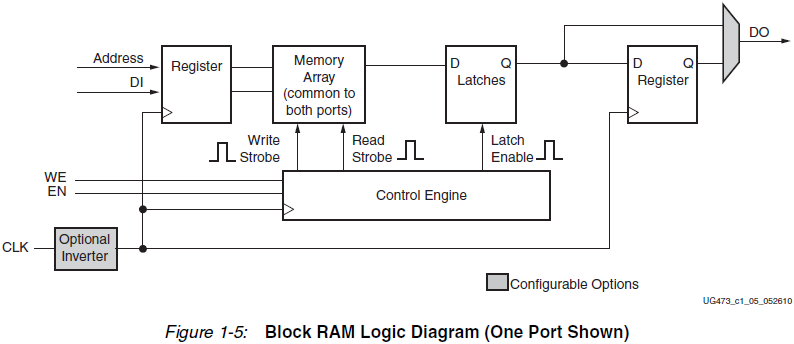 Address
DI
Register
Memory
Array
(common to
both ports)
D Q
Latches
D Q
Register
DO
Write
Strobe
Read
Strobe
Latch
Enable
WE
EN
Control Engine
CLK
Optional
Inverter
Configurable Options
UG473_c1_05_052610
Figure 1-5: Block RAM Logic Diagram (One Port Shown)